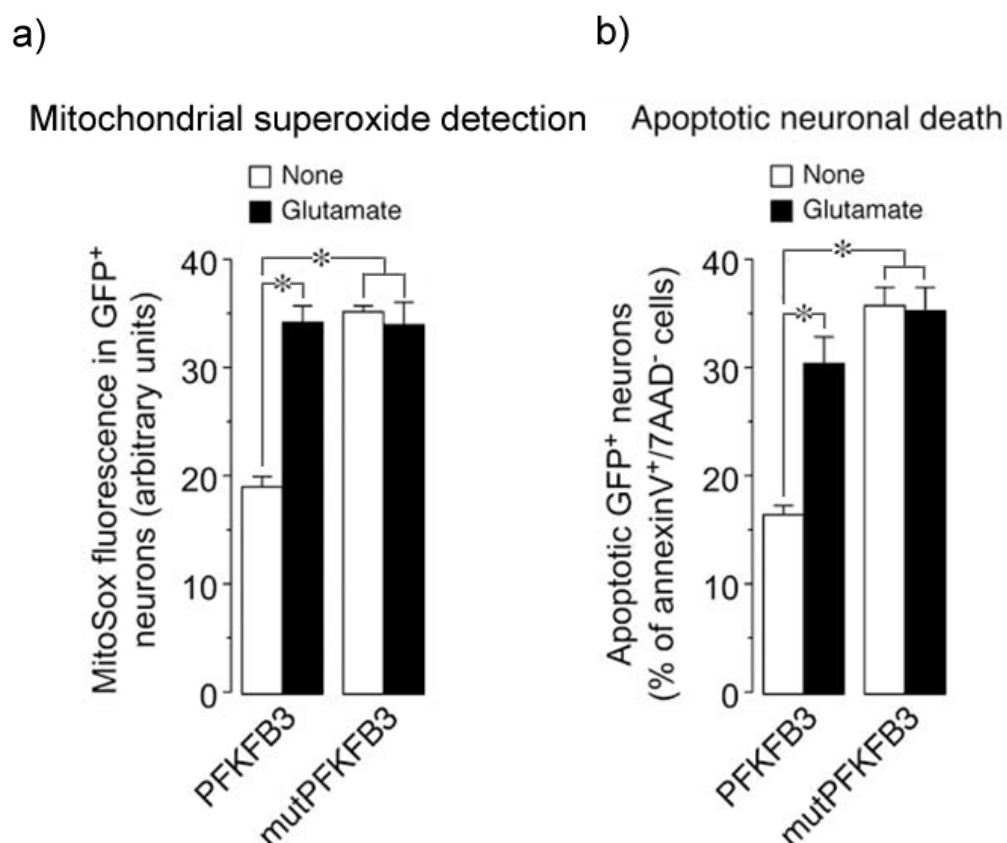 a)
Mitochondrial superoxide detection
None
Glutamate
MitoSox fluorescence in GFP⁺
neurons (arbitrary units)
40
30
20
10
0
*
*
PFKFB3
mutPFKFB3
b)
Apoptotic neuronal death
None
Glutamate
Apoptotic GFP⁺ neurons
(% of annexinV⁺/7AAD⁻ cells)
40
30
20
10
0
*
*
PFKFB3
mutPFKFB3